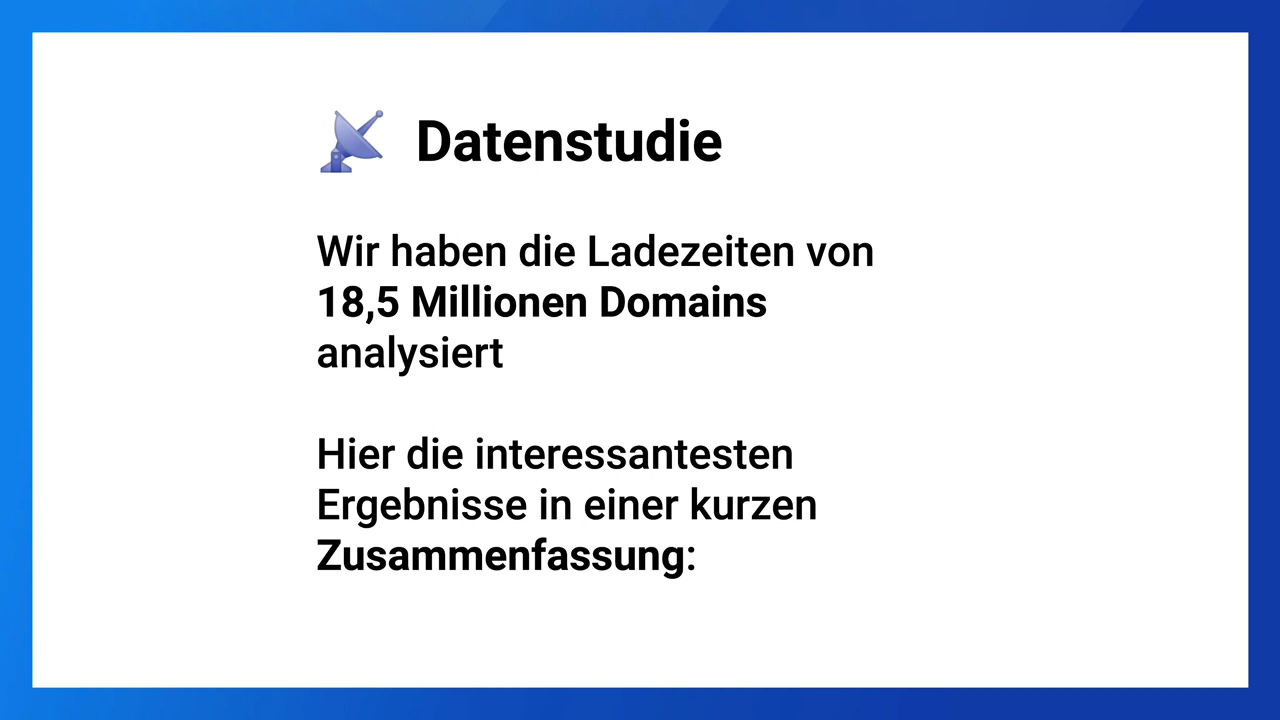 Datenstudie
Wir haben die Ladezeiten von
18,5 Millionen Domains
analysiert
Hier die interessantesten
Ergebnisse in einer kurzen
Zusammenfassung: